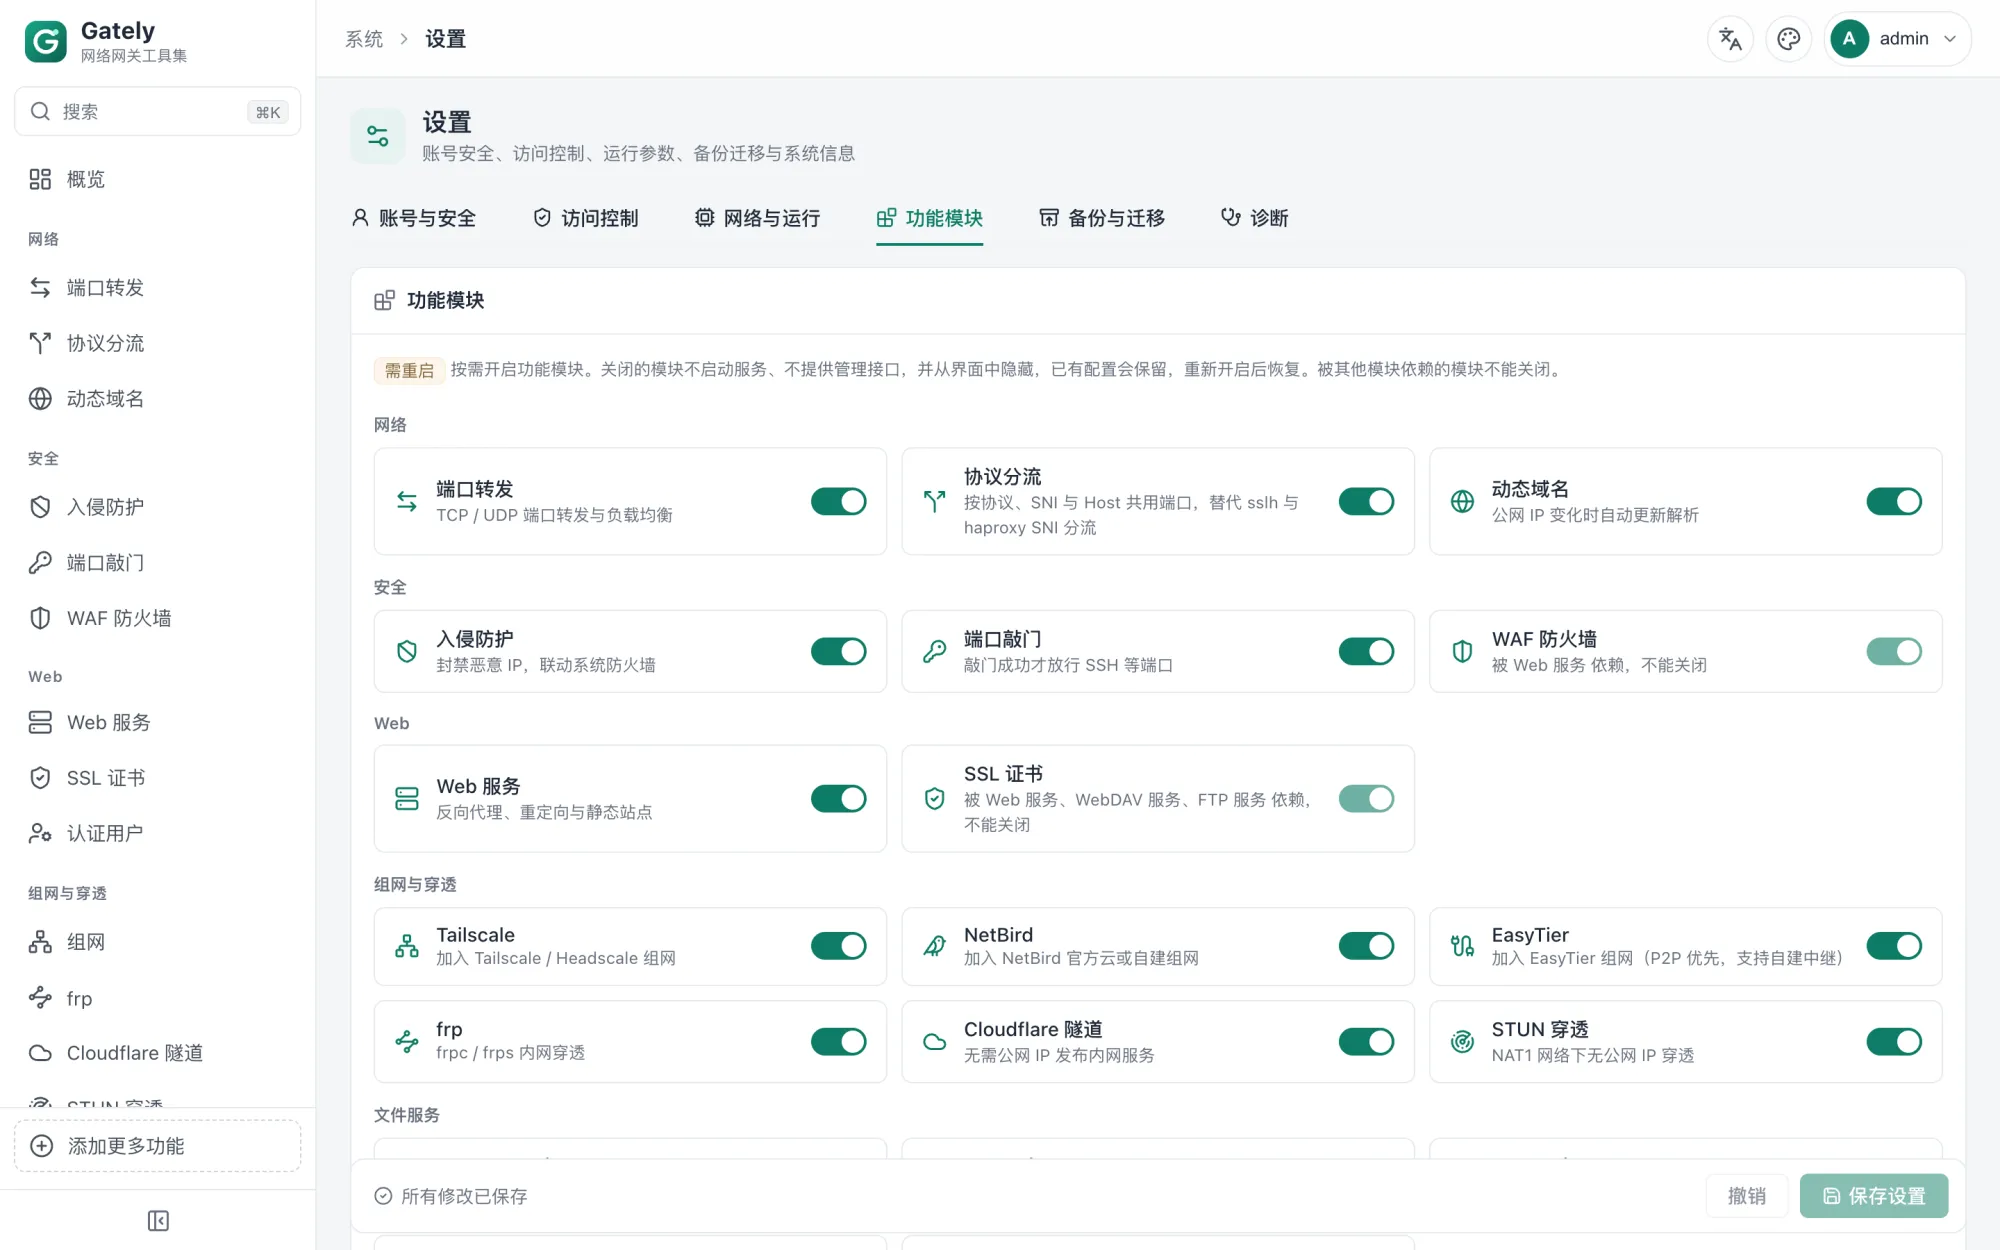 Gately
网络网关工具集
搜索
⌘K
概览
网络
端口转发
协议分流
动态域名
安全
入侵防护
端口敲门
WAF 防火墙
Web
Web 服务
SSL 证书
认证用户
组网与穿透
组网
frp
Cloudflare 隧道
STUN 穿透
添加更多功能
系统
设置
A
admin
设置
账号安全、访问控制、运行参数、备份迁移与系统信息
账号与安全
访问控制
网络与运行
功能模块
备份与迁移
诊断
功能模块
需重启 按需开启功能模块。关闭的模块不启动服务、不提供管理接口，并从界面中隐藏，已有配置会保留，重新开启后恢复。被其他模块依赖的模块不能关闭。
网络
端口转发
TCP / UDP 端口转发与负载均衡
协议分流
按协议、SNI 与 Host 共用端口，替代 sslh 与
haproxy SNI 分流
动态域名
公网 IP 变化时自动更新解析
安全
入侵防护
封禁恶意 IP，联动系统防火墙
端口敲门
敲门成功才放行 SSH 等端口
WAF 防火墙
被 Web 服务 依赖，不能关闭
Web
Web 服务
反向代理、重定向与静态站点
SSL 证书
被 Web 服务、WebDAV 服务、FTP 服务 依赖，
不能关闭
组网与穿透
Tailscale
加入 Tailscale / Headscale 组网
NetBird
加入 NetBird 官方云或自建组网
EasyTier
加入 EasyTier 组网（P2P 优先，支持自建中继）
frp
frpc / frps 内网穿透
Cloudflare 隧道
无需公网 IP 发布内网服务
STUN 穿透
NAT1 网络下无公网 IP 穿透
文件服务
所有修改已保存
撤销
保存设置